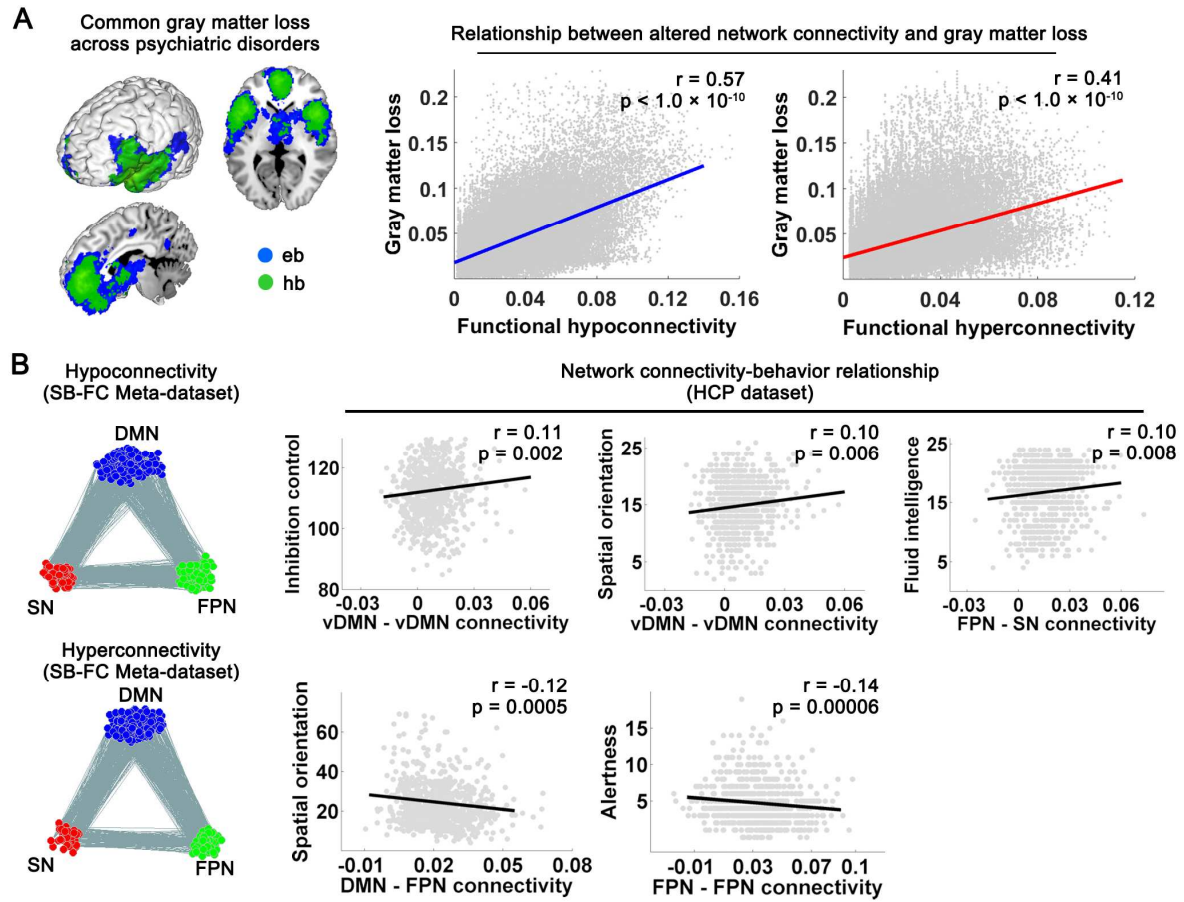 A
Common gray matter loss
across psychiatric disorders
eb
hb
Relationship between altered network connectivity and gray matter loss
r = 0.57
p < 1.0 × 10⁻¹⁰
Gray matter loss
0.2
0.15
0.1
0.05
0 0.04 0.08 0.12 0.16
Functional hypoconnectivity
r = 0.41
p < 1.0 × 10⁻¹⁰
Gray matter loss
0.2
0.15
0.1
0.05
0 0.04 0.08 0.12
Functional hyperconnectivity
B
Hypoconnectivity
(SB-FC Meta-dataset)
DMN
SN
FPN
Network connectivity-behavior relationship
(HCP dataset)
r = 0.11
p = 0.002
Inhibition control
120
100
80
-0.03 0 0.03 0.06
vDMN - vDMN connectivity
r = 0.10
p = 0.006
Spatial orientation
25
15
5
-0.03 0 0.03 0.06
vDMN - vDMN connectivity
r = 0.10
p = 0.008
Fluid intelligence
25
15
5
-0.03 0 0.03 0.06
FPN - SN connectivity
Hyperconnectivity
(SB-FC Meta-dataset)
DMN
SN
FPN
r = -0.12
p = 0.0005
Spatial orientation
60
40
20
-0.01 0.02 0.05 0.08
DMN - FPN connectivity
r = -0.14
p = 0.00006
Alertness
15
10
5
-0.01 0.03 0.07 0.1
FPN - FPN connectivity